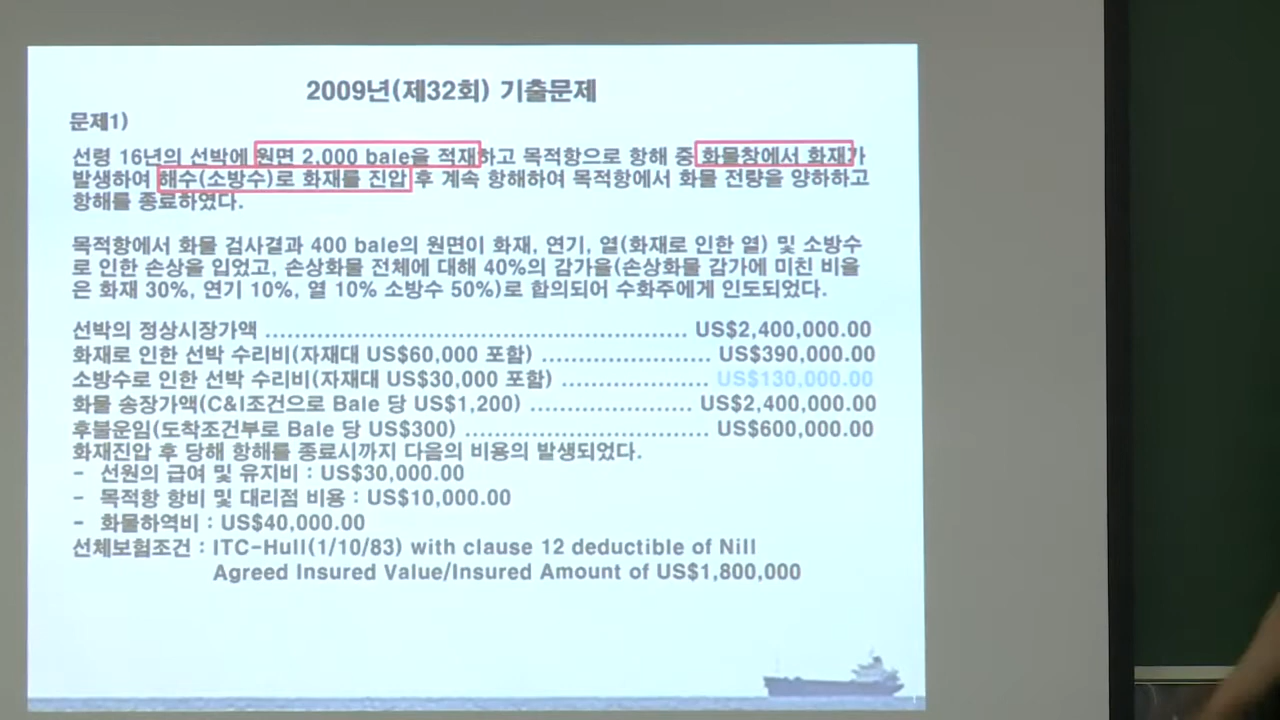 2009년(제32회) 기출문제
문제1)
선령 16년의 선박에 원면 2,000 bale을 적재하고 목적항으로 항해 중 화물창에서 화재가
발생하여 해수(소방수)로 화재를 진압 후 계속 항해하여 목적항에서 화물 전량을 양하하고
항해를 종료하였다.
목적항에서 화물 검사결과 400 bale의 원면이 화재, 연기, 열(화재로 인한 열) 및 소방수
로 인한 손상을 입었고, 손상화물 전체에 대해 40%의 감가율(손상화물 감가에 미친 비율
은 화재 30%, 연기 10%, 열 10% 소방수 50%)로 합의되어 수화주에게 인도되었다.
선박의 정상시장가액 ........................................................ US$2,400,000.00
화재로 인한 선박 수리비(자재대 US$60,000 포함) ....................... US$390,000.00
소방수로 인한 선박 수리비(자재대 US$30,000 포함) .................... US$130,000.00
화물 송장가액(C&I조건으로 Bale 당 US$1,200) ...................... US$2,400,000.00
후불운임(도착조건부로 Bale 당 US$300) ................................. US$600,000.00
화재진압 후 당해 항해를 종료시까지 다음의 비용의 발생되었다.
- 선원의 급여 및 유지비 : US$30,000.00
- 목적항 항비 및 대리점 비용 : US$10,000.00
- 화물하역비 : US$40,000.00
선체보험조건 : ITC-Hull(1/10/83) with clause 12 deductible of Nill
Agreed Insured Value/Insured Amount of US$1,800,000